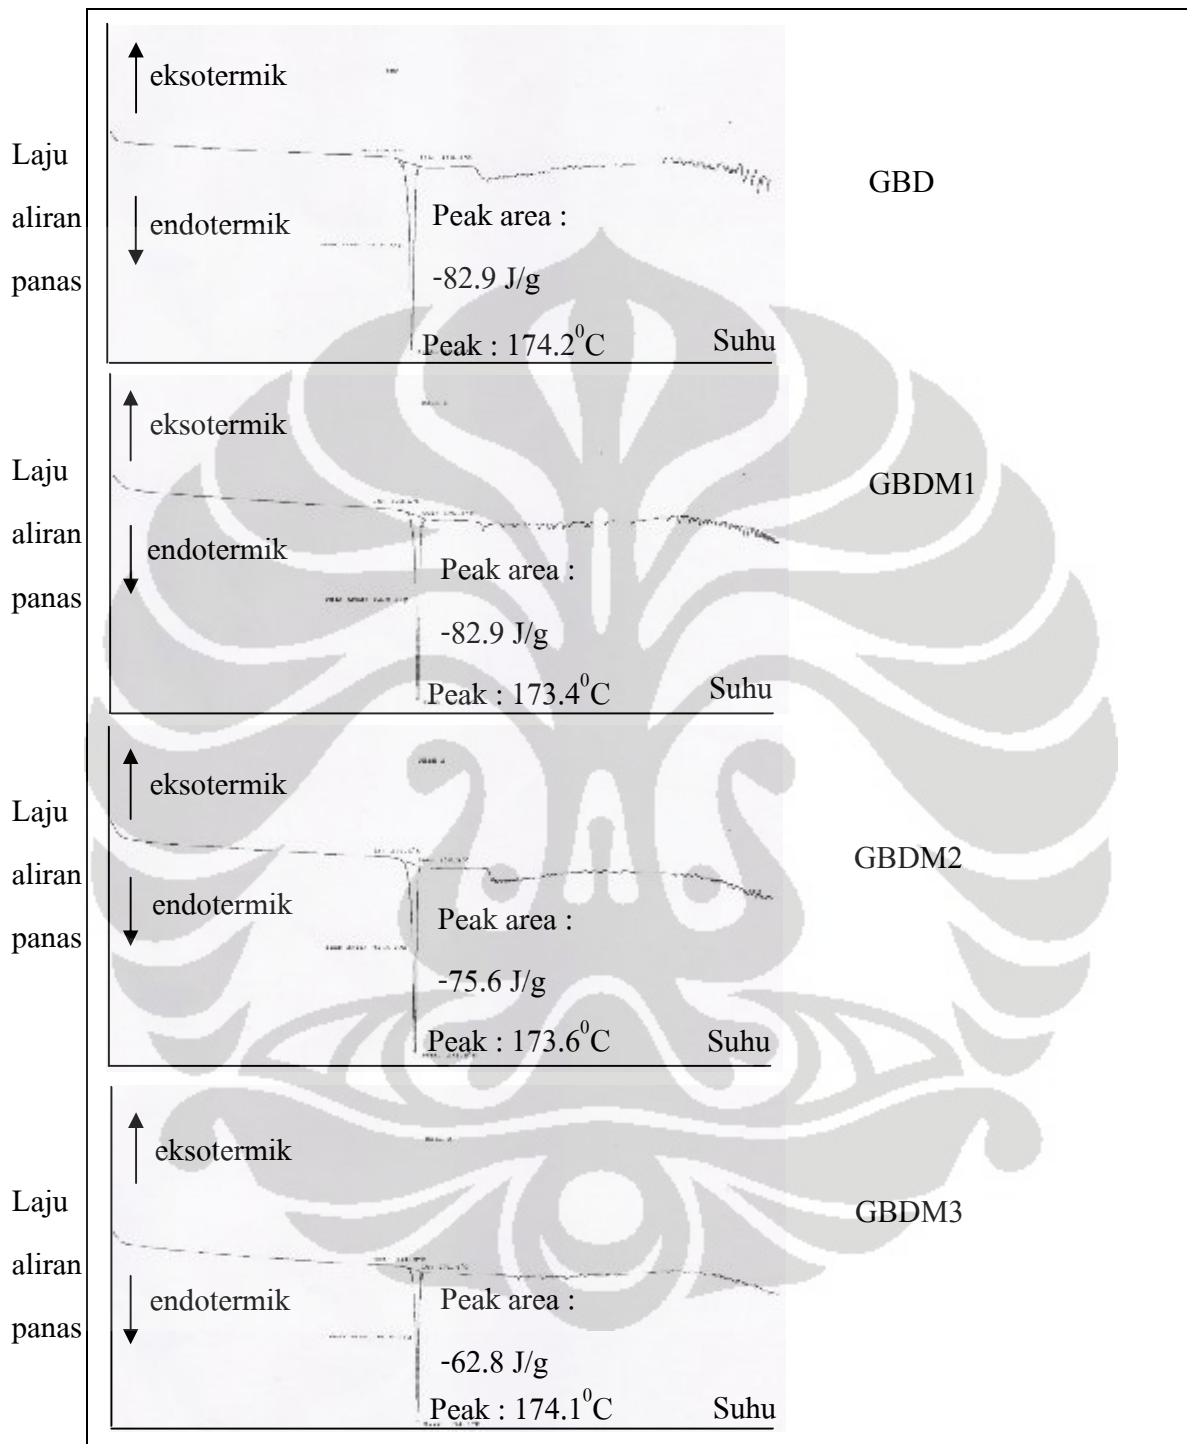 eksotermik
Laju
aliran
panas
endotermik
GBD
Peak area :
-82.9 J/g
Peak : 174.2⁰C
Suhu
eksotermik
Laju
aliran
panas
endotermik
GBDM1
Peak area :
-82.9 J/g
Peak : 173.4⁰C
Suhu
eksotermik
Laju
aliran
panas
endotermik
GBDM2
Peak area :
-75.6 J/g
Peak : 173.6⁰C
Suhu
eksotermik
Laju
aliran
panas
endotermik
GBDM3
Peak area :
-62.8 J/g
Peak : 174.1⁰C
Suhu